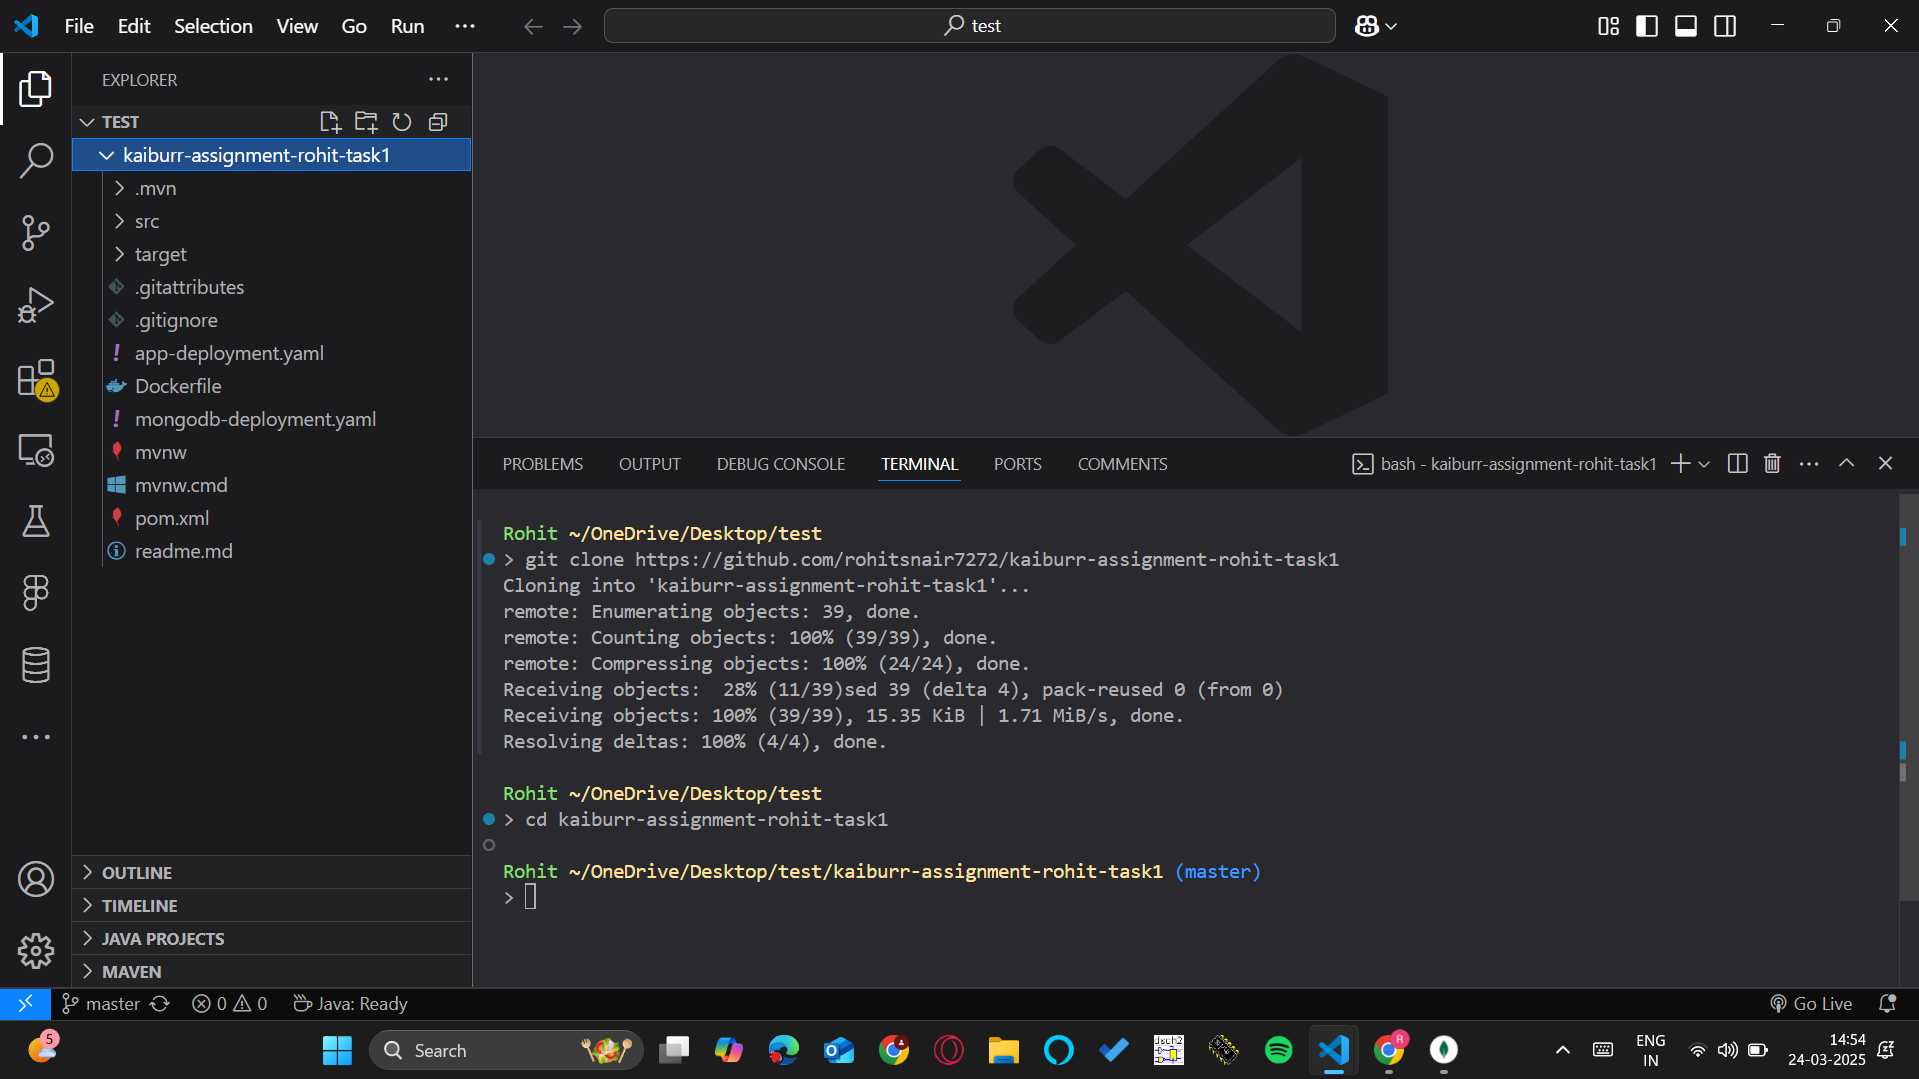 File Edit Selection View Go Run ...
test
EXPLORER
TEST
kaiburr-assignment-rohit-task1
.mvn
src
target
.gitattributes
.gitignore
! app-deployment.yaml
Dockerfile
! mongodb-deployment.yaml
mvnw
mvnw.cmd
pom.xml
readme.md
OUTLINE
TIMELINE
JAVA PROJECTS
MAVEN
PROBLEMS OUTPUT DEBUG CONSOLE TERMINAL PORTS COMMENTS
bash - kaiburr-assignment-rohit-task1
Rohit ~/OneDrive/Desktop/test
> git clone https://github.com/rohitsnair7272/kaiburr-assignment-rohit-task1
Cloning into 'kaiburr-assignment-rohit-task1'...
remote: Enumerating objects: 39, done.
remote: Counting objects: 100% (39/39), done.
remote: Compressing objects: 100% (24/24), done.
Receiving objects:  28% (11/39)sed 39 (delta 4), pack-reused 0 (from 0)
Receiving objects: 100% (39/39), 15.35 KiB | 1.71 MiB/s, done.
Resolving deltas: 100% (4/4), done.
Rohit ~/OneDrive/Desktop/test
> cd kaiburr-assignment-rohit-task1
Rohit ~/OneDrive/Desktop/test/kaiburr-assignment-rohit-task1 (master)
>
master 0 0 Java: Ready Go Live
5
Search
dsch2
R
ENG
IN
14:54
24-03-2025